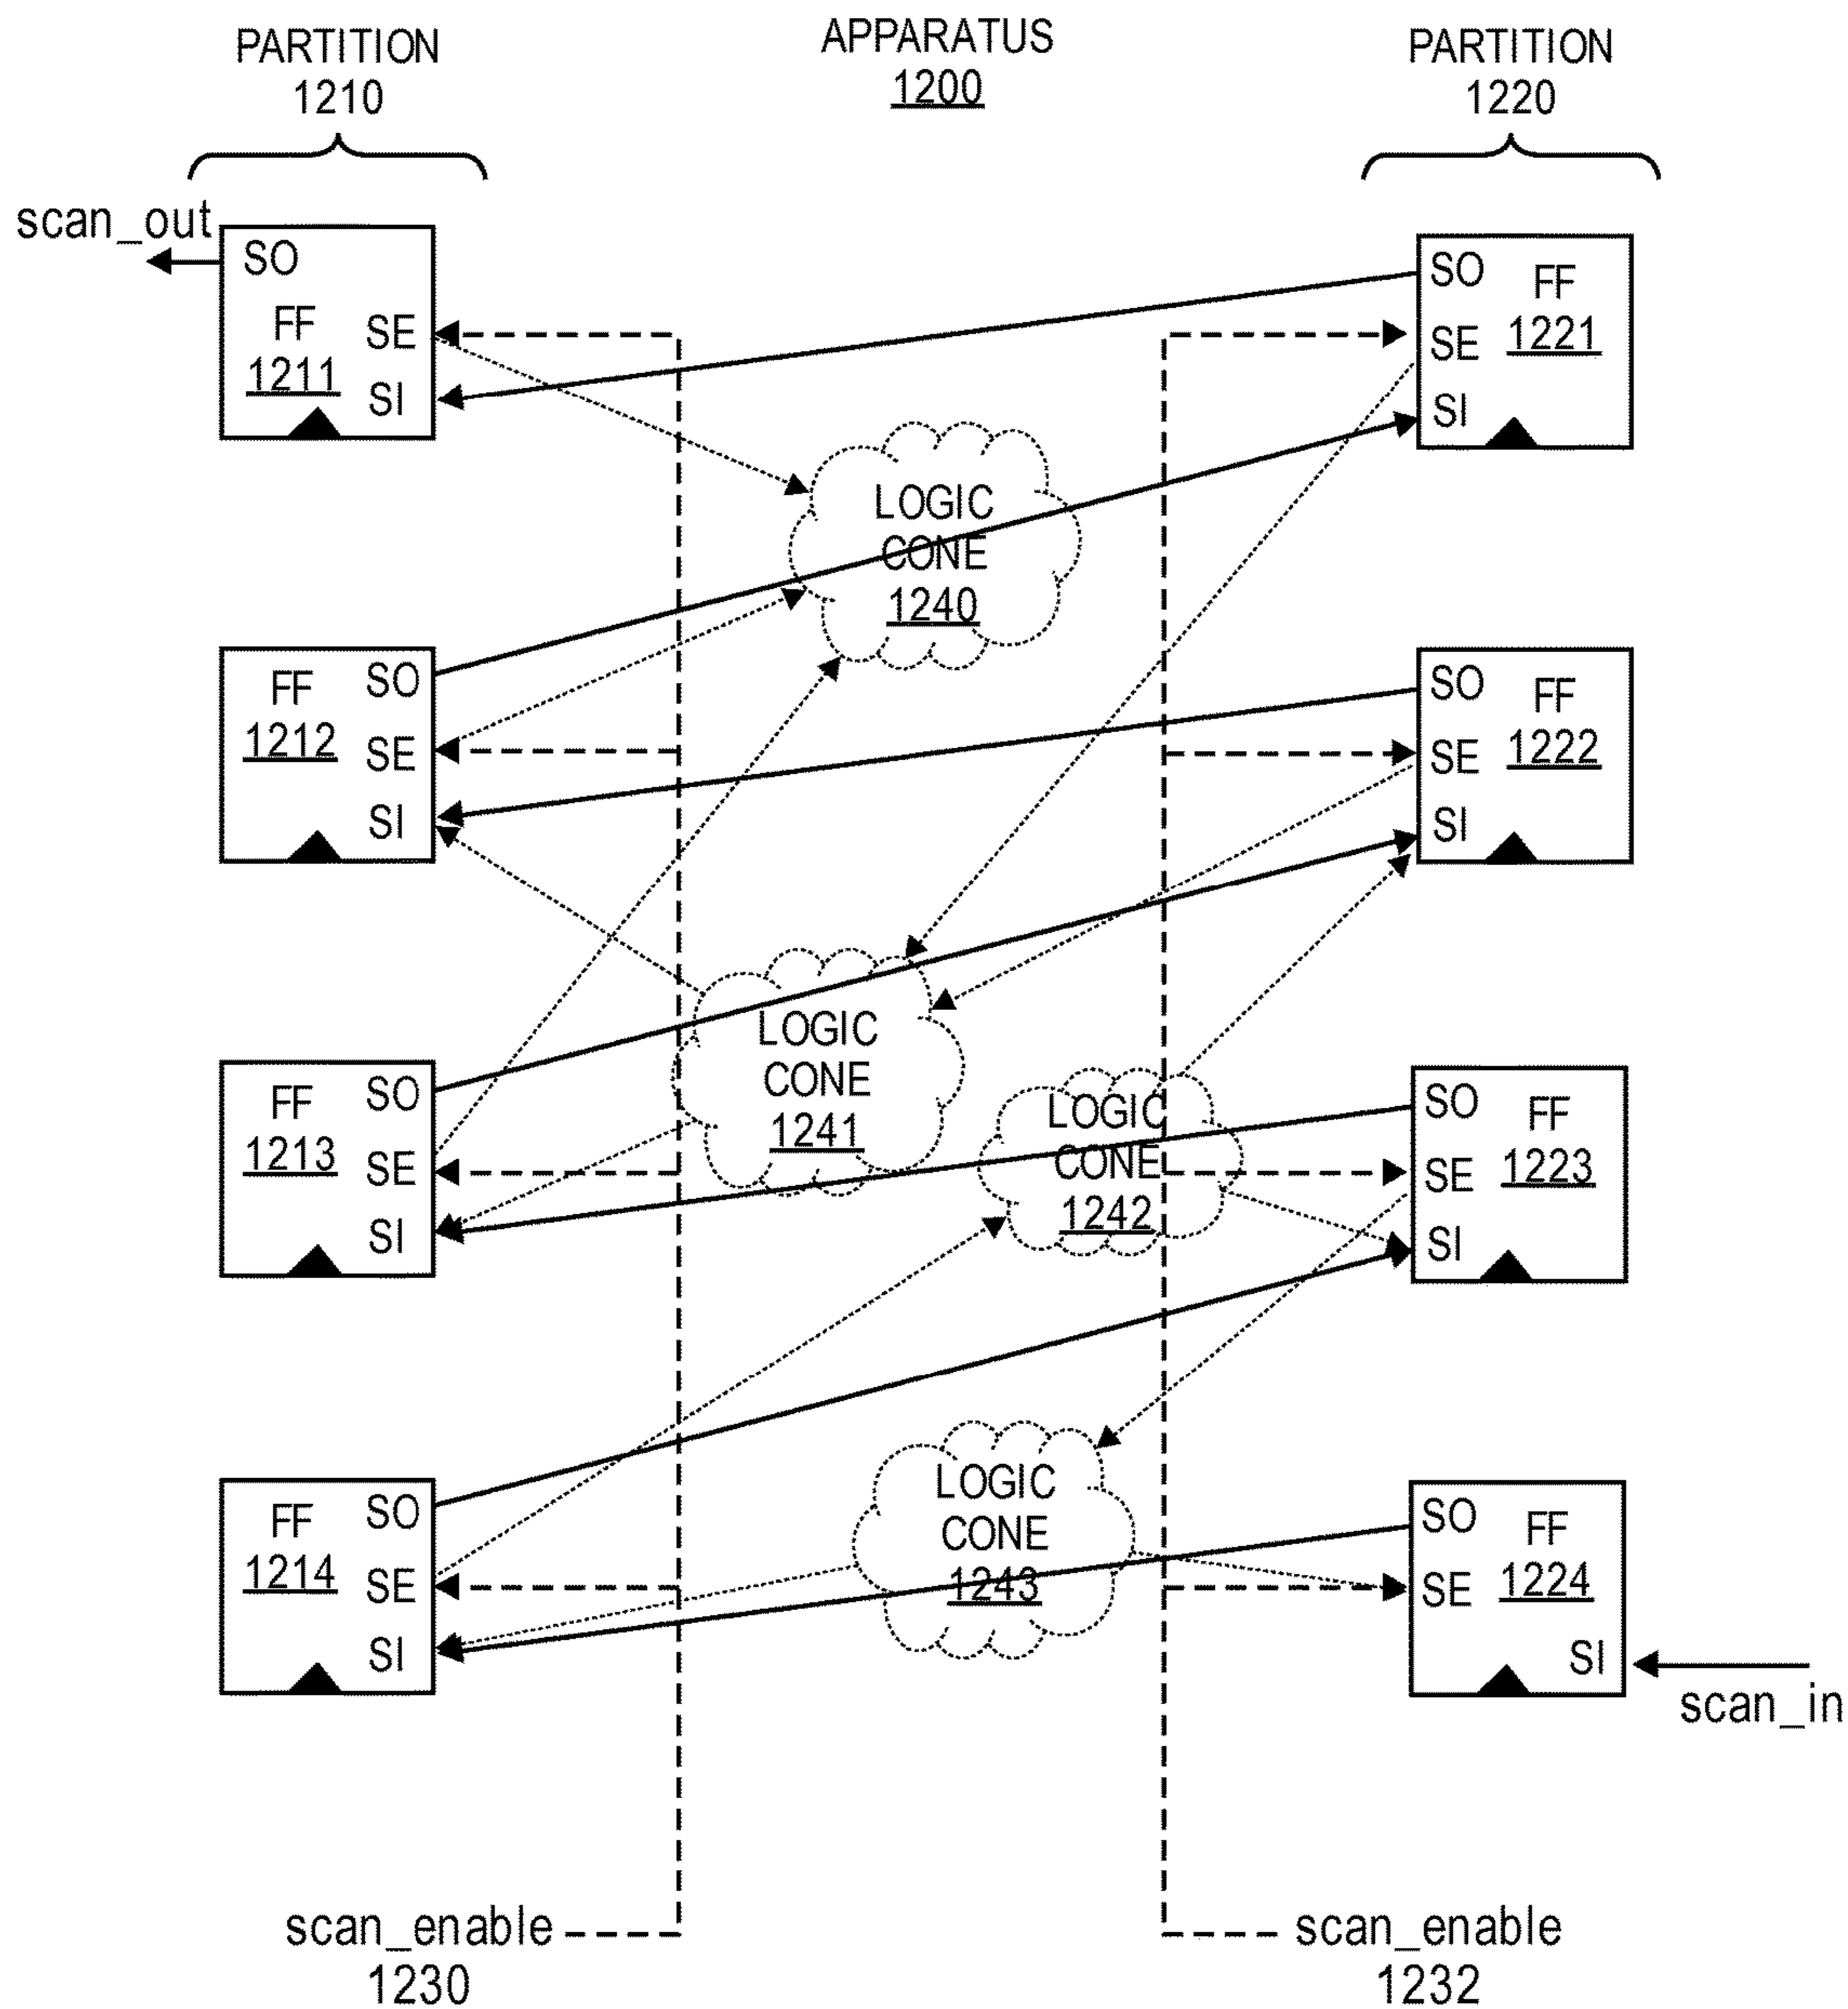 PARTITION
1210
APPARATUS
1200
PARTITION
1220
scan_out
SO
FF
1211
SE
SI
SO
FF
1221
SE
SI
LOGIC
CONE
1240
FF
1212
SO
SE
SI
SO
FF
1222
SE
SI
LOGIC
CONE
1241
LOGIC
CONE
1242
FF
1213
SO
SE
SI
SO
FF
1223
SE
SI
LOGIC
CONE
1243
FF
1214
SO
SE
SI
SO
FF
1224
SE
SI
scan_in
scan_enable
1230
scan_enable
1232